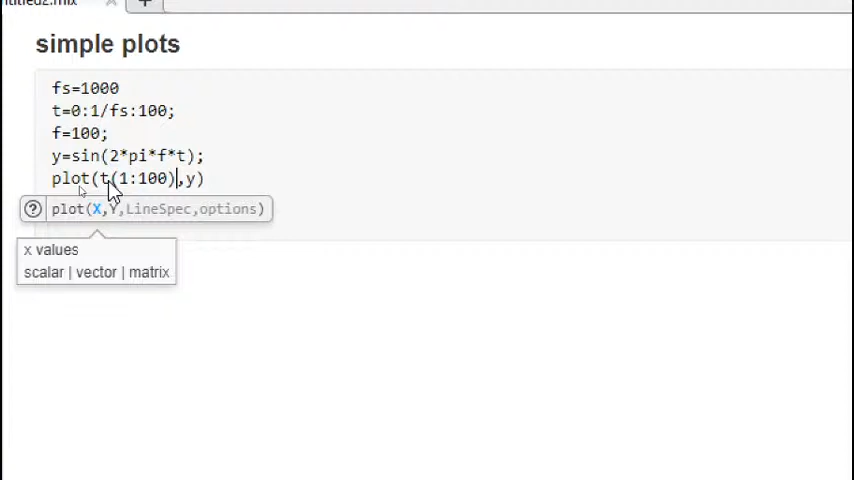 simple plots
fs=1000
t=0:1/fs:100;
f=100;
y=sin(2*pi*f*t);
plot(t(1:100),y)
plot(X,Y,LineSpec,options)
x values
scalar | vector | matrix